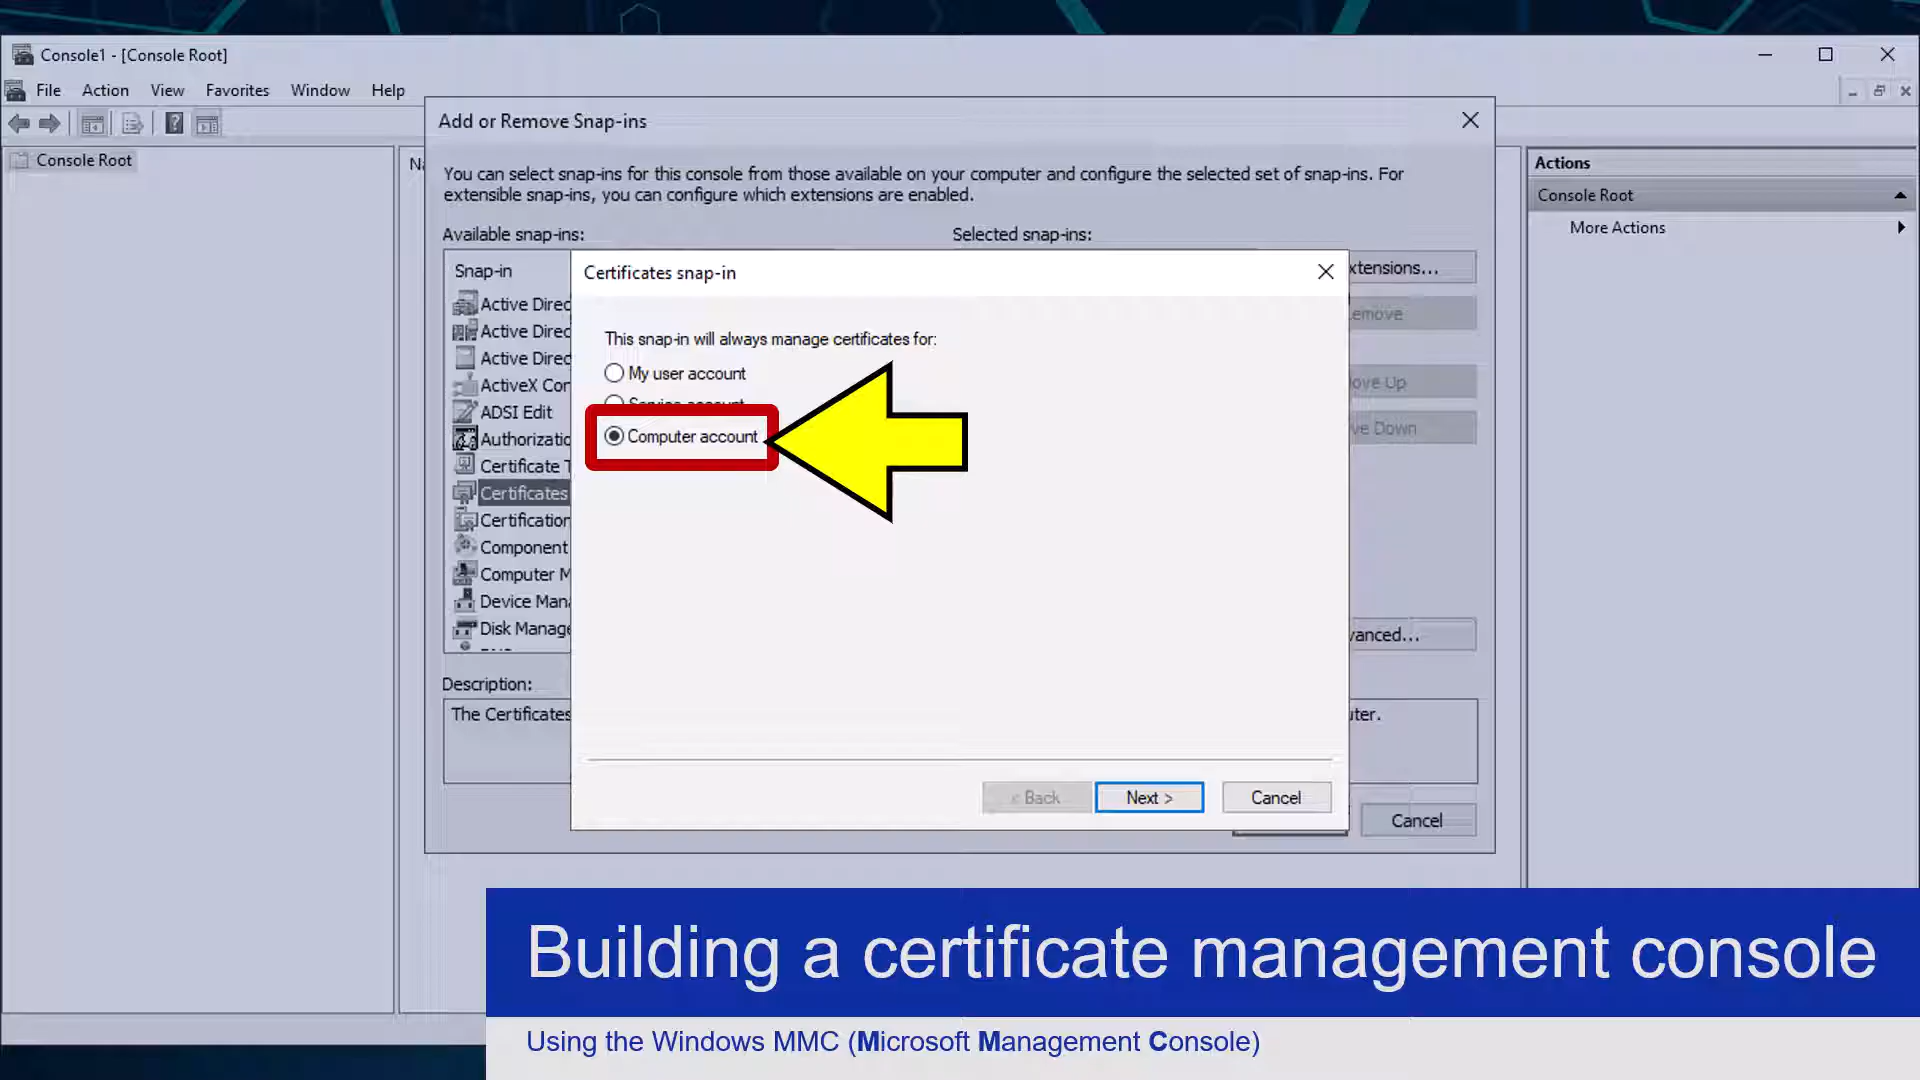 Console1 - [Console Root]
File Action View Favorites Window Help
Console Root
Add or Remove Snap-ins
You can select snap-ins for this console from those available on your computer and configure the selected set of snap-ins. For
extensible snap-ins, you can configure which extensions are enabled.
Available snap-ins:
Selected snap-ins:
Snap-in
Active Direc
Active Direc
Active Direc
ActiveX Con
ADSI Edit
Authorizatio
Certificate T
Certificates
Certification
Component
Computer M
Device Mana
Disk Manage
xtensions...
emove
ove Up
ve Down
vanced...
Description:
The Certificates
uter.
Cancel
Certificates snap-in
This snap-in will always manage certificates for:
My user account
Service account
Computer account
< Back
Next >
Cancel
Actions
Console Root
More Actions
Building a certificate management console
Using the Windows MMC (Microsoft Management Console)